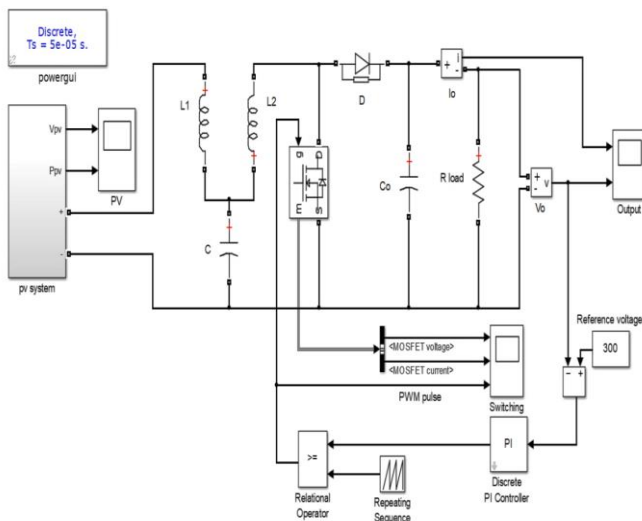 Discrete,
Ts = 5e-05 s.
powergui
Vpv
Ppv
+
-
PV
pv system
L1
L2
C
D
g
D
m
S
Co
+ i -
Io
R load
+
-
v
Vo
Output
Reference voltage
300
- +
<MOSFET voltage>
<MOSFET current>
PWM pulse
Switching
PI
Discrete
PI Controller
>=
Relational
Operator
Repeating
Sequence